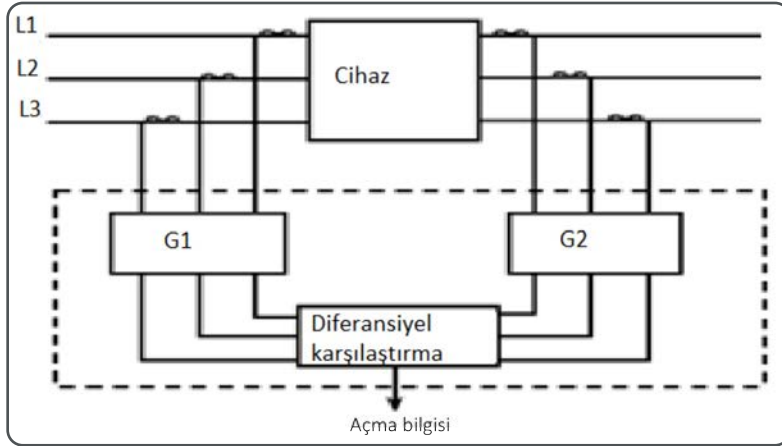 L1
L2
L3
Cihaz
G1
G2
Diferansiyel
karşılaştırma
Açma bilgisi